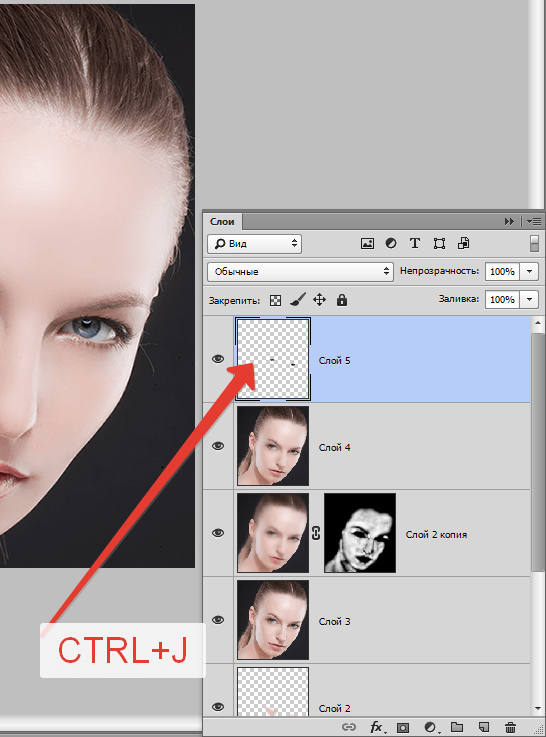 Слои
Вид
Обычные
Непрозрачность: 100%
Закрепить:
Заливка: 100%
Слой 5
Слой 4
Слой 2 копия
Слой 3
CTRL+J
Слой 2
fx